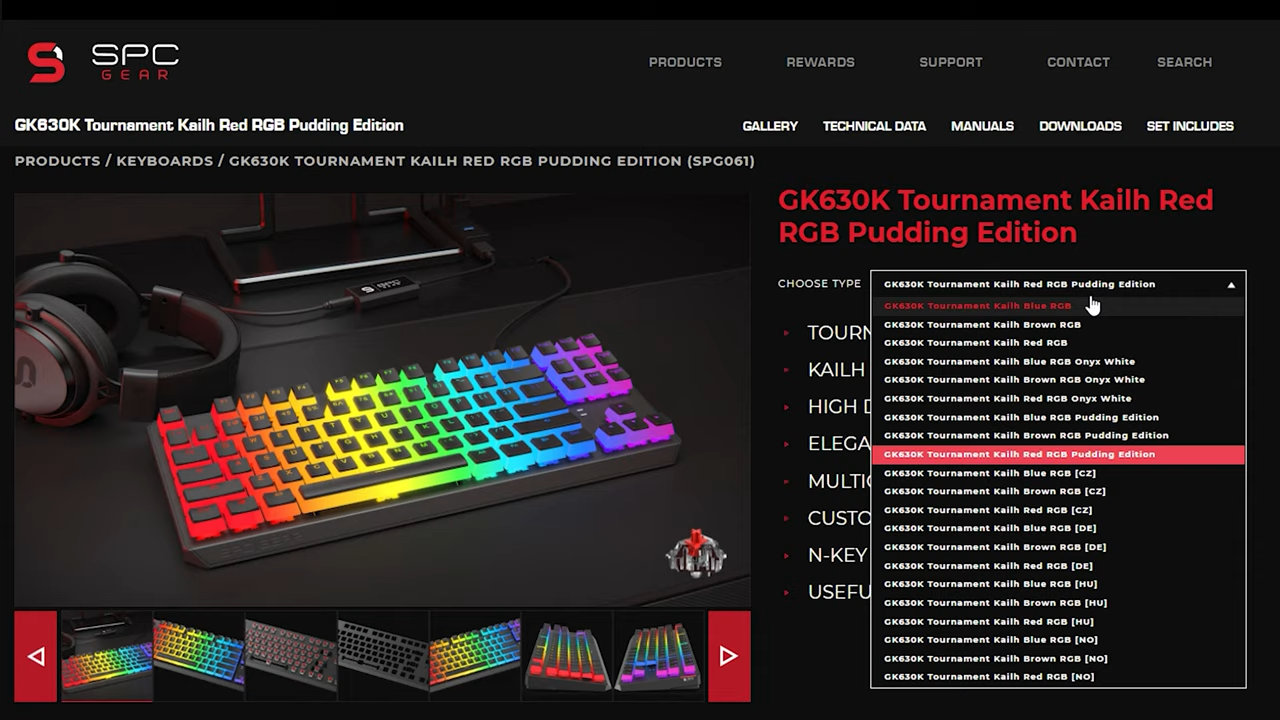 SPC
GEAR
PRODUCTS
REWARDS
SUPPORT
CONTACT
SEARCH
GK630K Tournament Kailh Red RGB Pudding Edition
GALLERY
TECHNICAL DATA
MANUALS
DOWNLOADS
SET INCLUDES
PRODUCTS / KEYBOARDS / GK630K TOURNAMENT KAILH RED RGB PUDDING EDITION (SPG061)
SPC
GEAR
GK630K Tournament Kailh Red
RGB Pudding Edition
CHOOSE TYPE
GK630K Tournament Kailh Red RGB Pudding Edition
GK630K Tournament Kailh Blue RGB
GK630K Tournament Kailh Brown RGB
GK630K Tournament Kailh Red RGB
GK630K Tournament Kailh Blue RGB Onyx White
GK630K Tournament Kailh Brown RGB Onyx White
GK630K Tournament Kailh Red RGB Onyx White
GK630K Tournament Kailh Blue RGB Pudding Edition
GK630K Tournament Kailh Brown RGB Pudding Edition
GK630K Tournament Kailh Red RGB Pudding Edition
GK630K Tournament Kailh Blue RGB [CZ]
GK630K Tournament Kailh Brown RGB [CZ]
GK630K Tournament Kailh Red RGB [CZ]
GK630K Tournament Kailh Blue RGB [DE]
GK630K Tournament Kailh Brown RGB [DE]
GK630K Tournament Kailh Red RGB [DE]
GK630K Tournament Kailh Blue RGB [HU]
GK630K Tournament Kailh Brown RGB [HU]
GK630K Tournament Kailh Red RGB [HU]
GK630K Tournament Kailh Blue RGB [NO]
GK630K Tournament Kailh Brown RGB [NO]
GK630K Tournament Kailh Red RGB [NO]
TOURN
KAILH
HIGH D
ELEGA
MULTIC
CUSTO
N-KEY
USEFU